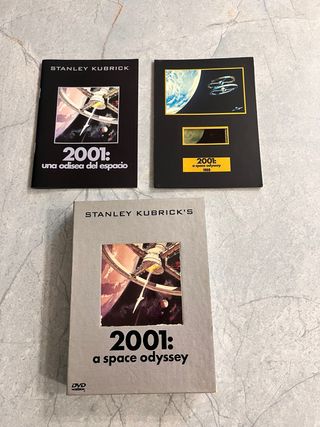 STANLEY KUBRICK
2001:
una odisea del espacio
2001:
a space odyssey
1968
STANLEY KUBRICK'S
2001:
a space odyssey
DVD